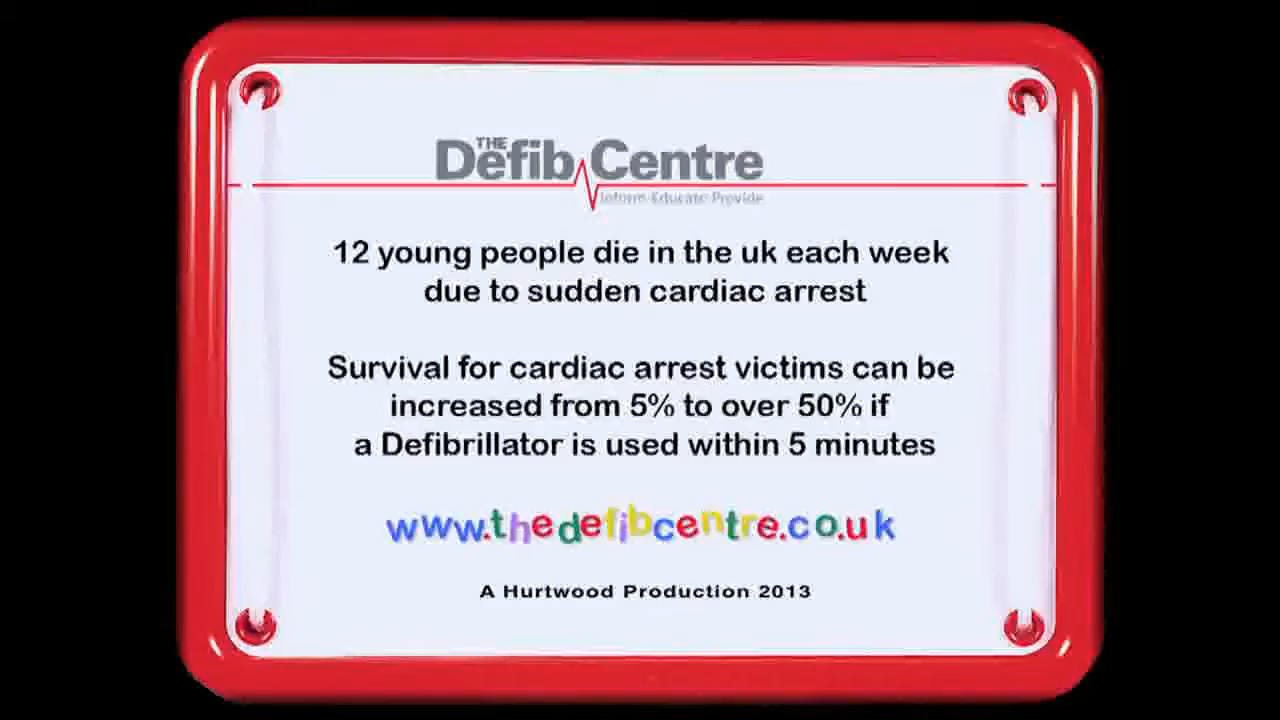 THE
Defib Centre
Inform Educate Provide
12 young people die in the uk each week
due to sudden cardiac arrest
Survival for cardiac arrest victims can be
increased from 5% to over 50% if
a Defibrillator is used within 5 minutes
www.thedefibcentre.co.uk
A Hurtwood Production 2013